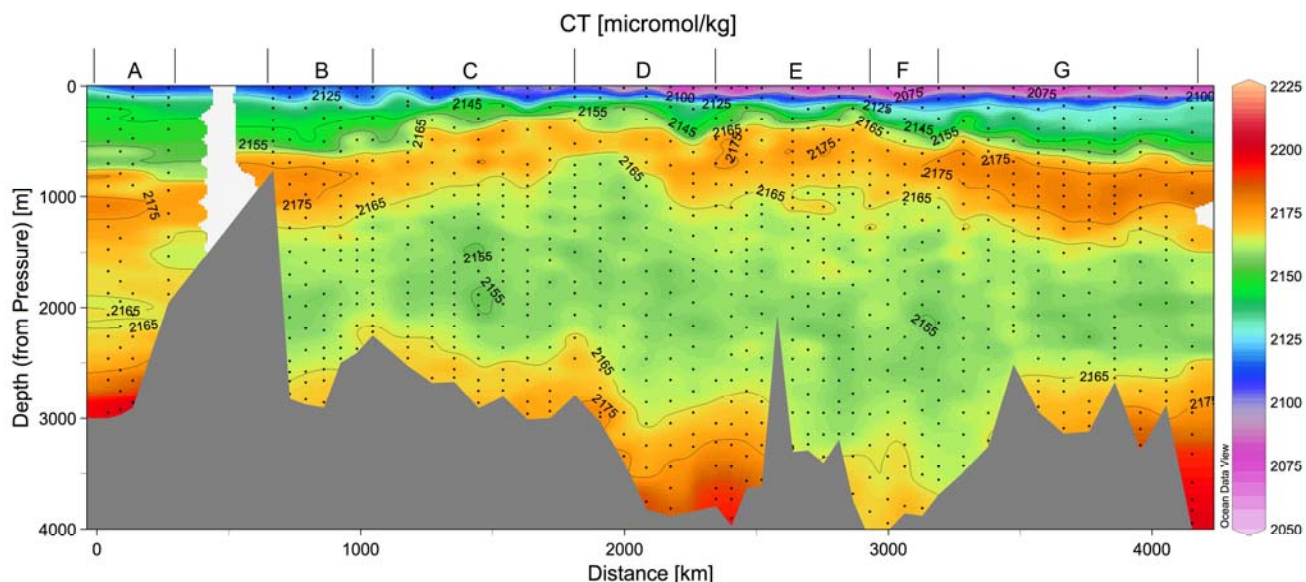 CT [micromol/kg]
A B C D E F G
0 2125 2145 2155 2100 2125 2075 2075 2100 2225
2155 2165 2145 2165 2125 2165 2145 2155
2175 2175 2175 2175 2200
1000 2175 2175 2165 2165 2165 2175
2155 2150
2000 2165 2155 2125
2165 2165 2165 2100
3000 2175 2175 2175
2075
4000 2050
0 1000 2000 3000 4000
Depth (from Pressure) [m]
Distance [km]
Ocean Data View